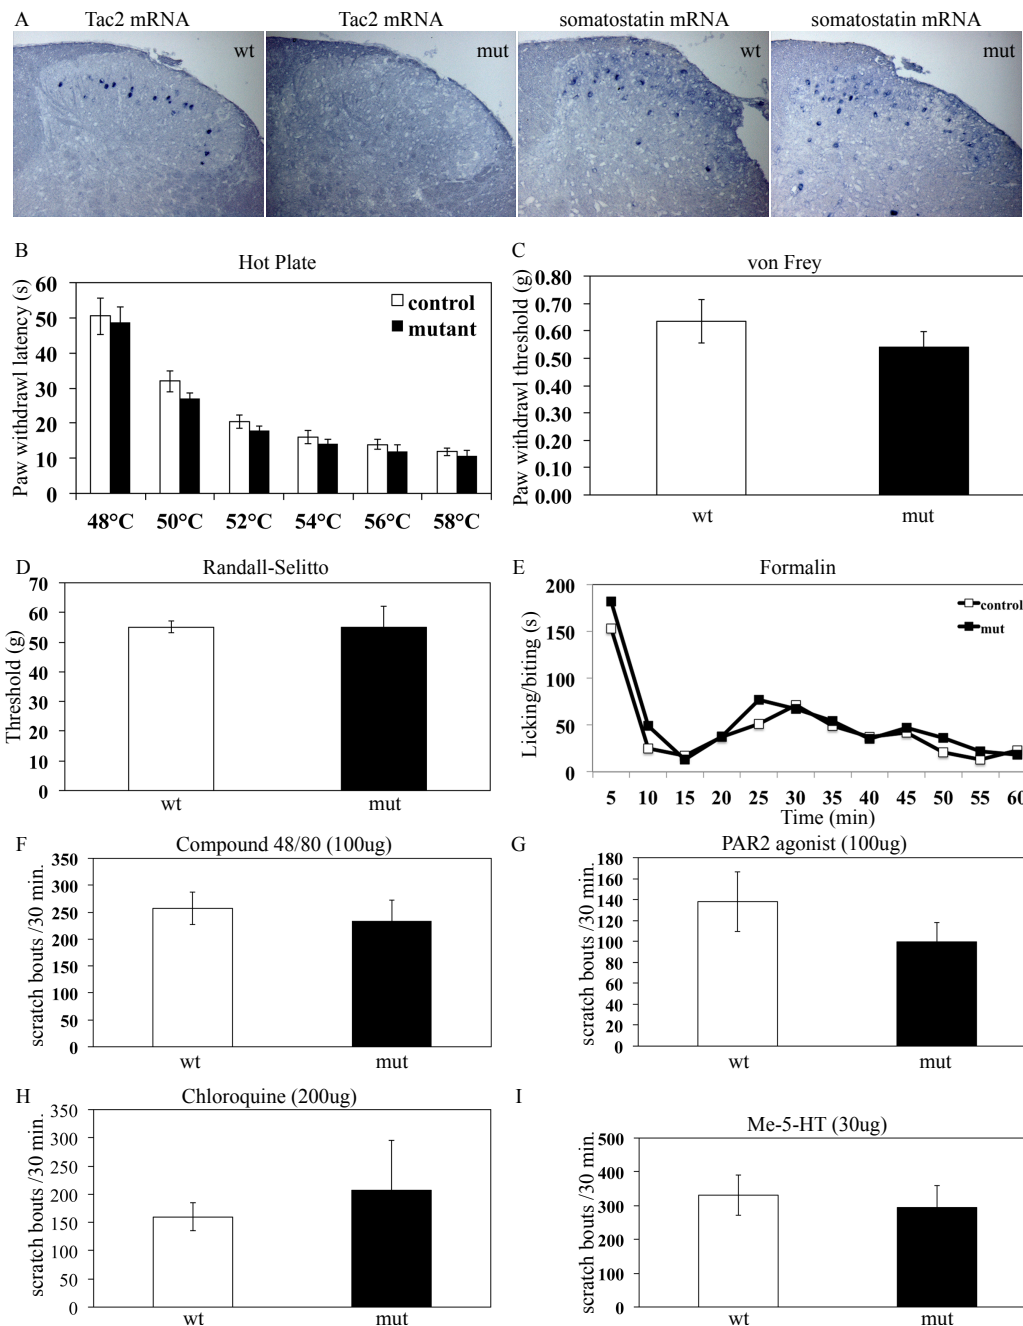 A
Tac2 mRNA
Tac2 mRNA
somatostatin mRNA
somatostatin mRNA
wt
mut
wt
mut
B
Hot Plate
Paw withdrawl latency (s)
60
50
40
30
20
10
0
control
mutant
48°C 50°C 52°C 54°C 56°C 58°C
C
von Frey
Paw withdrawl threshold (g)
0.80
0.70
0.60
0.50
0.40
0.30
0.20
0.10
0.00
wt mut
D
Randall-Selitto
Threshold (g)
70
60
50
40
30
20
10
0
wt mut
E
Formalin
Licking/biting (s)
200
150
100
50
0
control
mut
5 10 15 20 25 30 35 40 45 50 55 60
Time (min)
F
Compound 48/80 (100ug)
scratch bouts /30 min.
350
300
250
200
150
100
50
0
wt mut
G
PAR2 agonist (100ug)
scratch bouts /30 min.
180
160
140
120
100
80
60
40
20
0
wt mut
H
Chloroquine (200ug)
scratch bouts /30 min.
350
300
250
200
150
100
50
0
wt mut
I
Me-5-HT (30ug)
scratch bouts /30 min.
500
400
300
200
100
0
wt mut